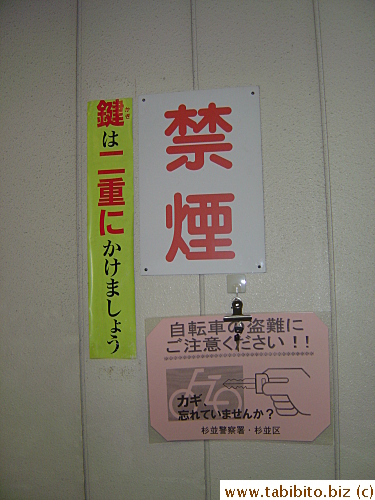 鍵は二重にかけましょう
かぎ
禁煙
自転車の盗難に
ご注意ください!!
カギ、
忘れていませんか?
杉並警察署・杉並区
www.tabibito.biz (c)